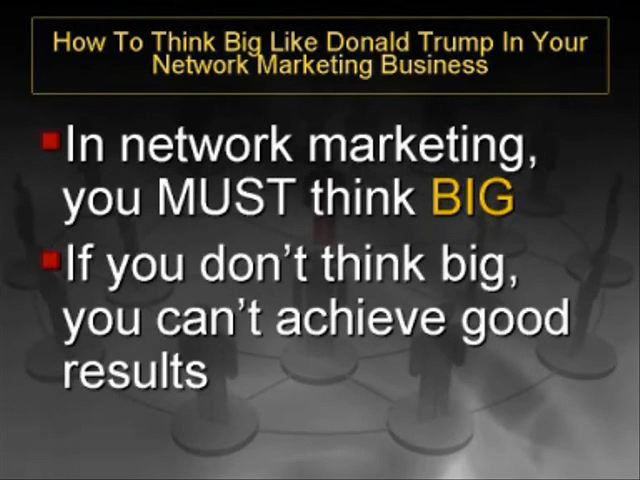 How To Think Big Like Donald Trump In Your
Network Marketing Business
In network marketing,
you MUST think BIG
If you don't think big,
you can't achieve good
results